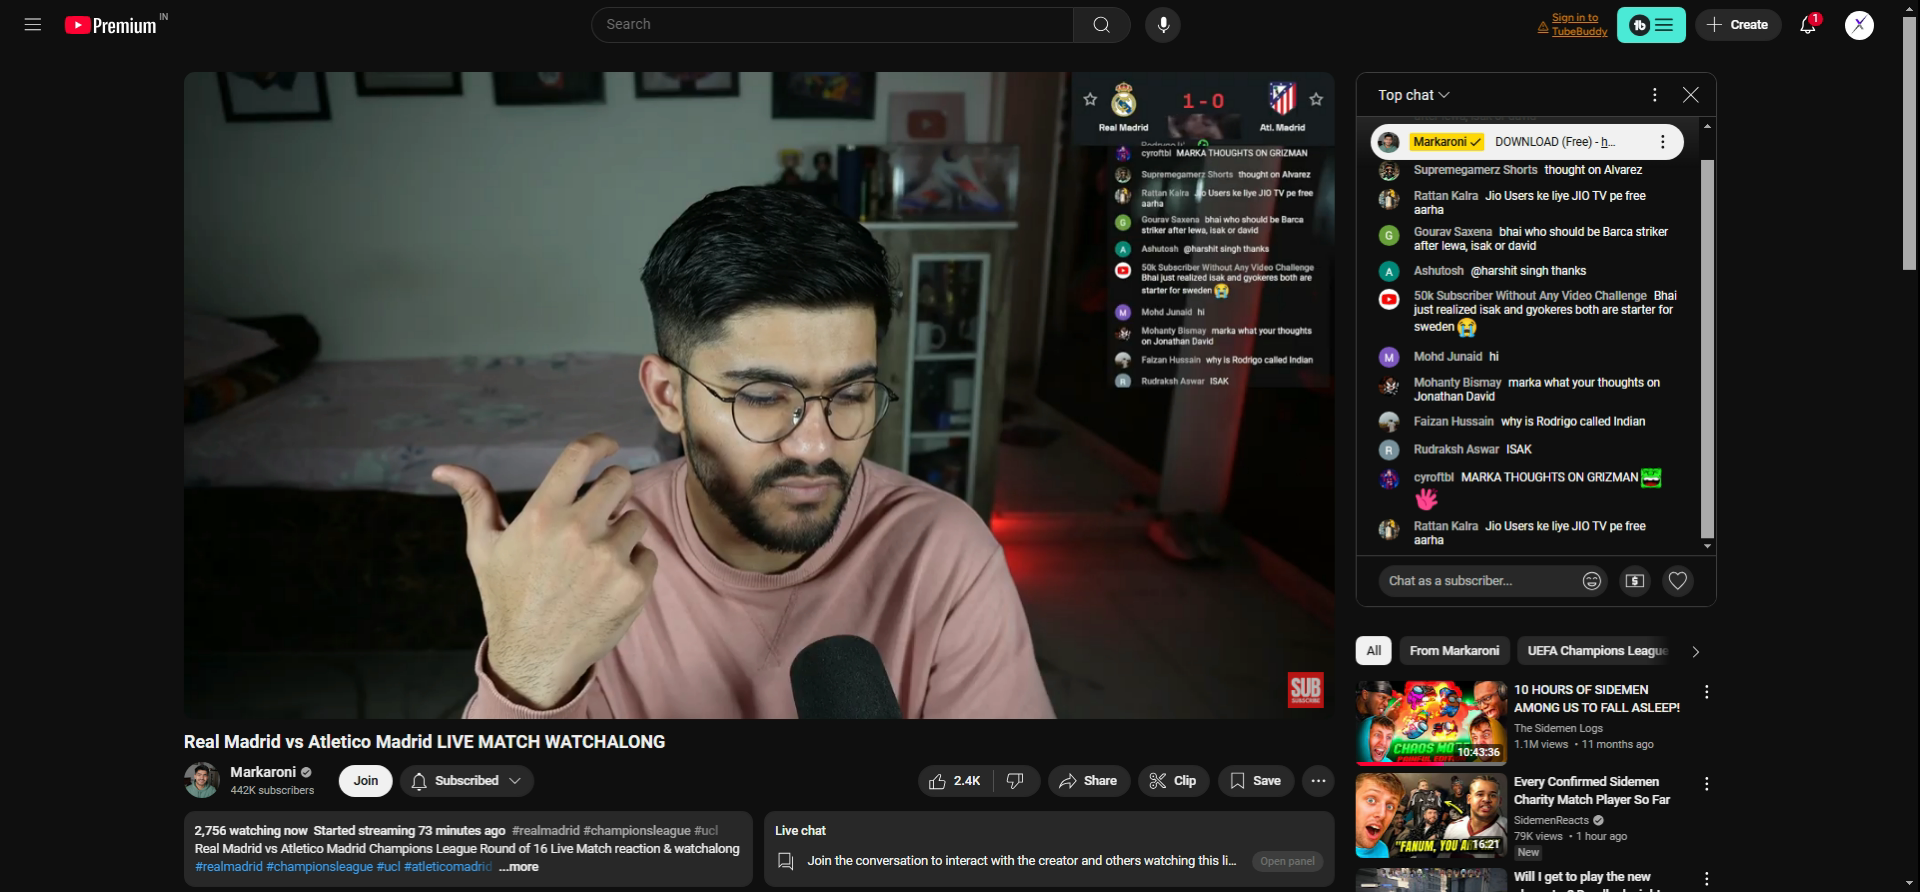 Premium IN
Search
Sign in to
TubeBuddy
Create
1
1 - 0
Real Madrid
Atl. Madrid
cyroftbl MARKA THOUGHTS ON GRIZMAN
Supremegamerz Shorts thought on Alvarez
Rattan Kalra Jio Users ke liye JIO TV pe free
aarha
Gourav Saxena bhai who should be Barca
striker after lewa, isak or david
Ashutosh @harshit singh thanks
50k Subscriber Without Any Video Challenge
Bhai just realized isak and gyokeres both are
starter for sweden 😭
Mohd Junaid hi
Mohanty Bismay marka what your thoughts
on Jonathan David
Faizan Hussain why is Rodrigo called Indian
Rudraksh Aswar ISAK
SUB
SUBSCRIBE
Top chat
Markaroni DOWNLOAD (Free) - h...
Supremegamerz Shorts thought on Alvarez
Rattan Kalra Jio Users ke liye JIO TV pe free
aarha
G
Gourav Saxena bhai who should be Barca striker
after lewa, isak or david
A
Ashutosh @harshit singh thanks
50k Subscriber Without Any Video Challenge Bhai
just realized isak and gyokeres both are starter for
sweden 😭
M
Mohd Junaid hi
Mohanty Bismay marka what your thoughts on
Jonathan David
Faizan Hussain why is Rodrigo called Indian
R
Rudraksh Aswar ISAK
cyroftbl MARKA THOUGHTS ON GRIZMAN
Rattan Kalra Jio Users ke liye JIO TV pe free
aarha
Chat as a subscriber...
Real Madrid vs Atletico Madrid LIVE MATCH WATCHALONG
Markaroni
442K subscribers
Join
Subscribed
2.4K
Share
Clip
Save
2,756 watching now Started streaming 73 minutes ago #realmadrid #championsleague #ucl
Real Madrid vs Atletico Madrid Champions League Round of 16 Live Match reaction & watchalong
#realmadrid #championsleague #ucl #atleticomadrid ...more
Live chat
Join the conversation to interact with the creator and others watching this li...
Open panel
All
From Markaroni
UEFA Champions League
10 HOURS OF SIDEMEN
AMONG US TO FALL ASLEEP!
The Sidemen Logs
1.1M views • 11 months ago
10:43:36
Every Confirmed Sidemen
Charity Match Player So Far
SidemenReacts
79K views • 1 hour ago
New
16:21
Will I get to play the new